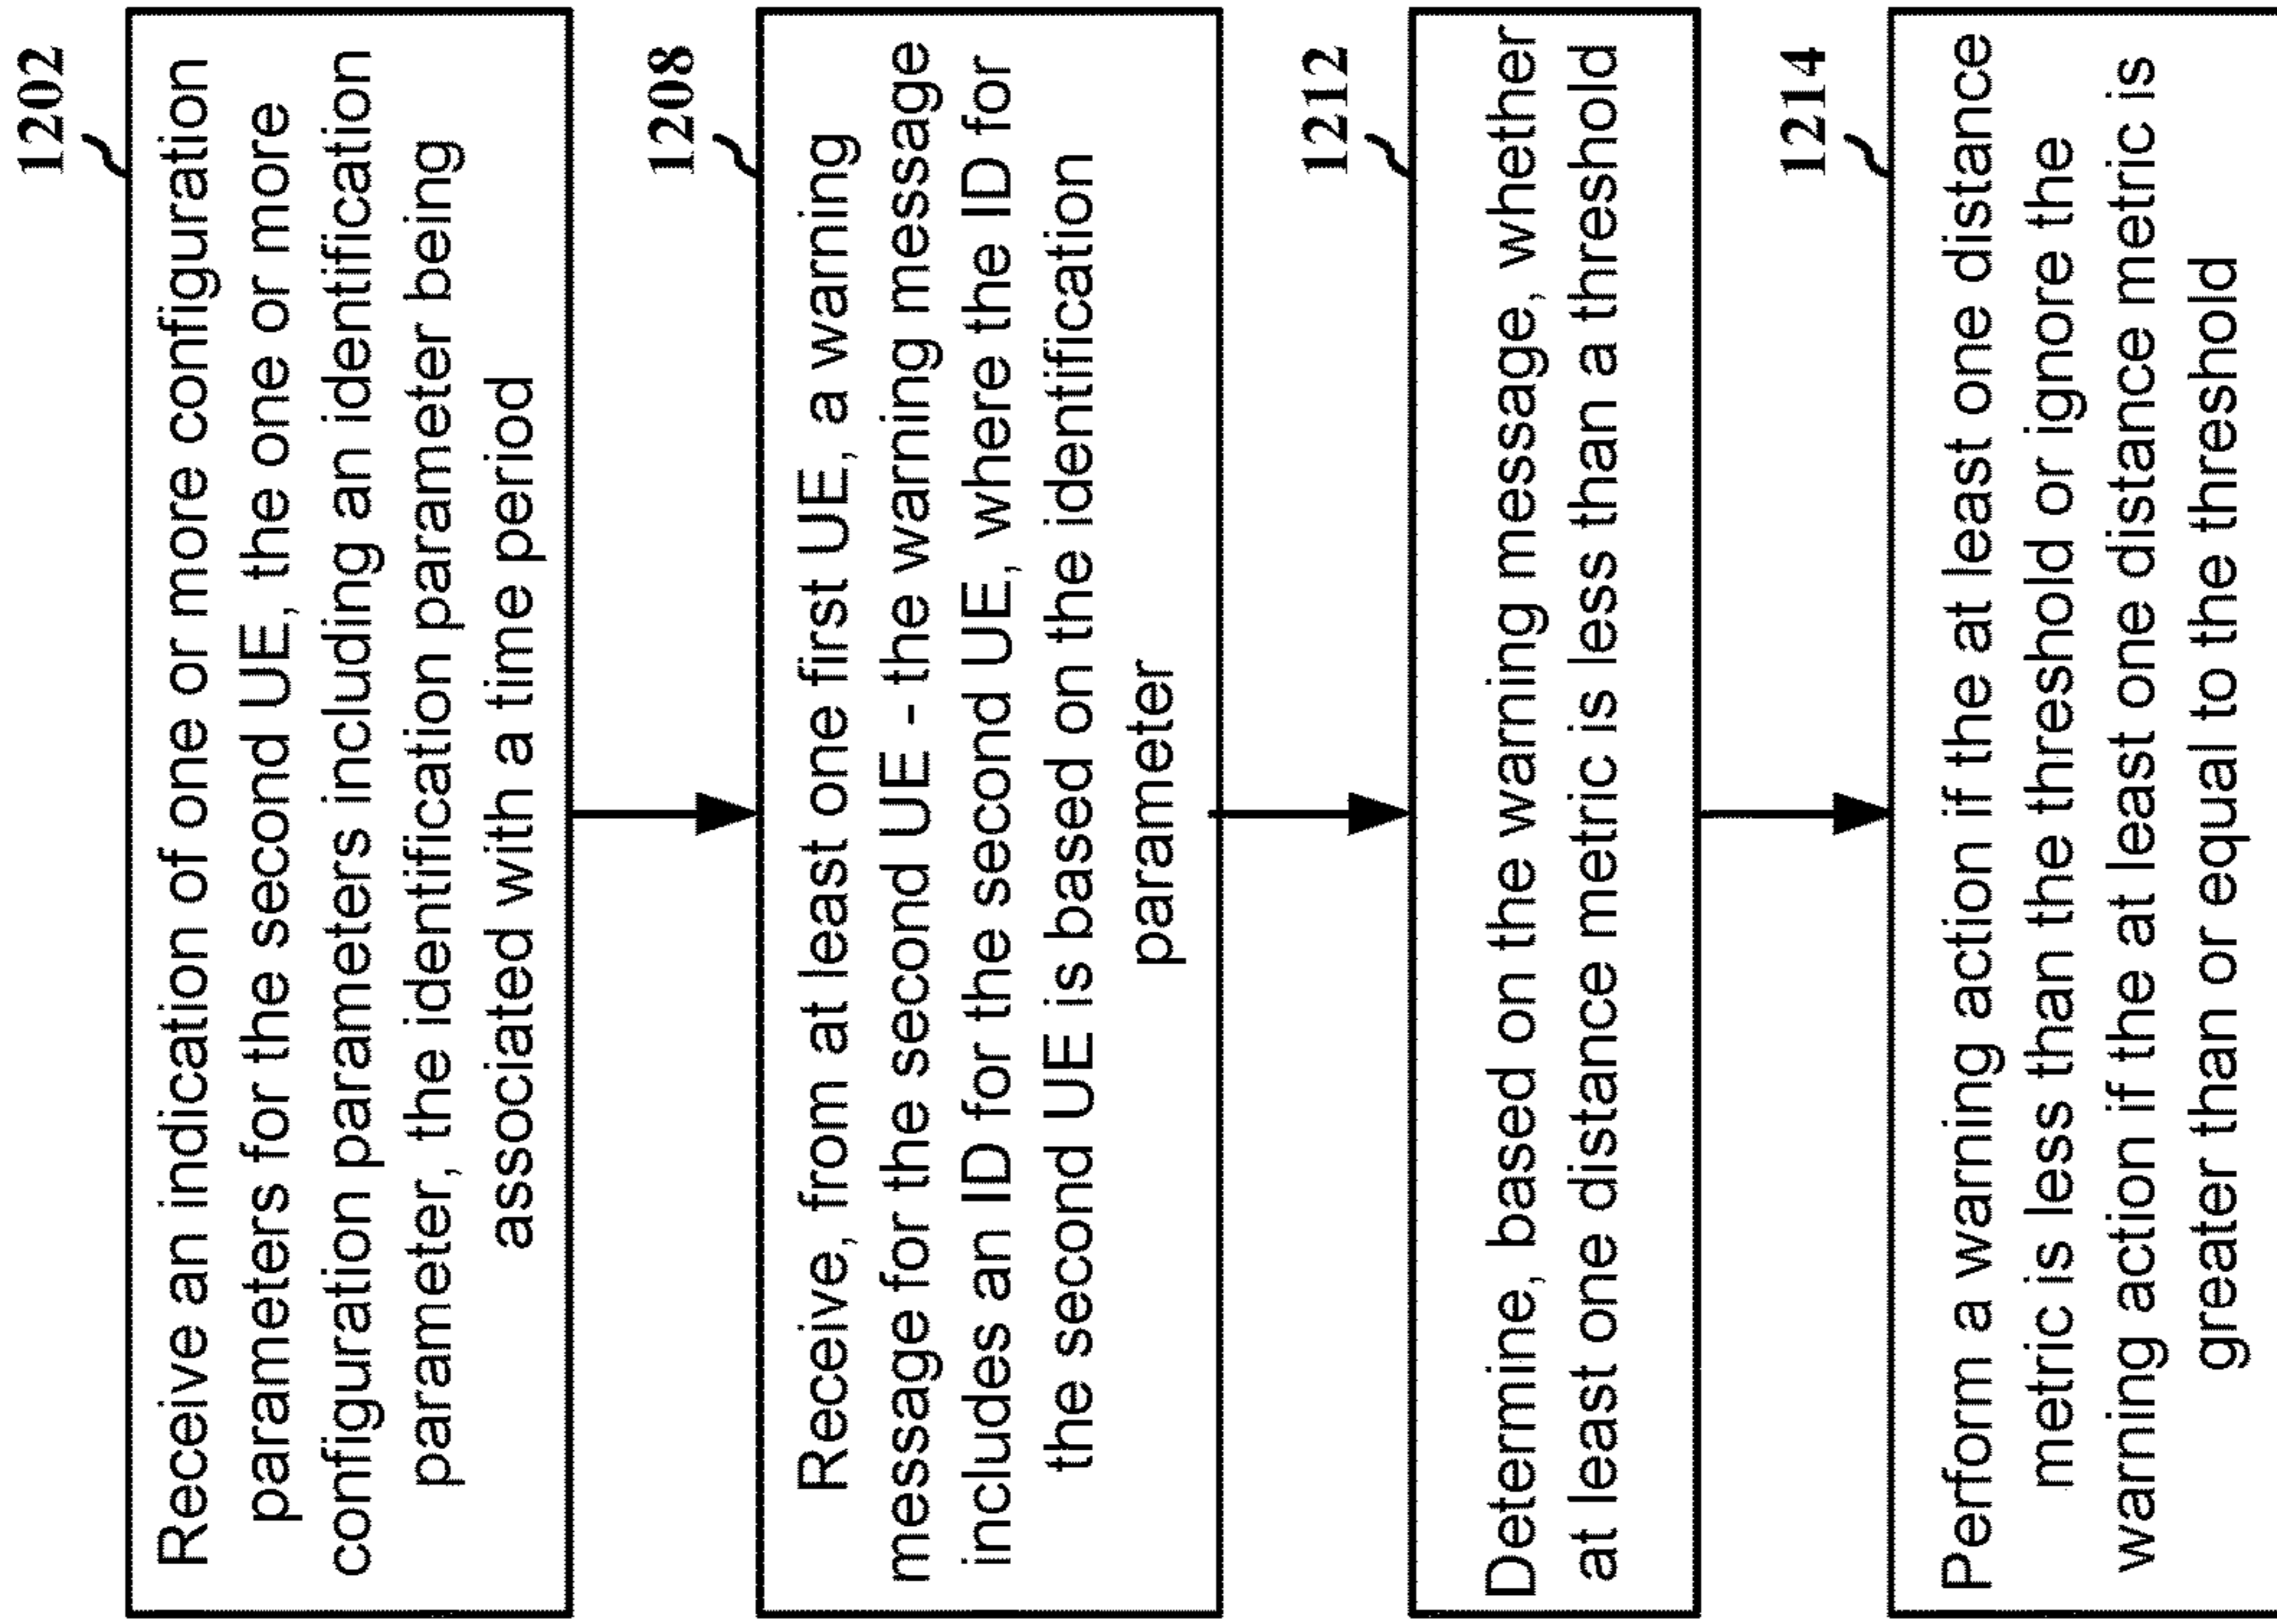 1202
Receive an indication of one or more configuration
parameters for the second UE, the one or more
configuration parameters including an identification
parameter, the identification parameter being
associated with a time period
1208
Receive, from at least one first UE, a warning
message for the second UE - the warning message
includes an ID for the second UE, where the ID for
the second UE is based on the identification
parameter
1212
Determine, based on the warning message, whether
at least one distance metric is less than a threshold
1214
Perform a warning action if the at least one distance
metric is less than the threshold or ignore the
warning action if the at least one distance metric is
greater than or equal to the threshold